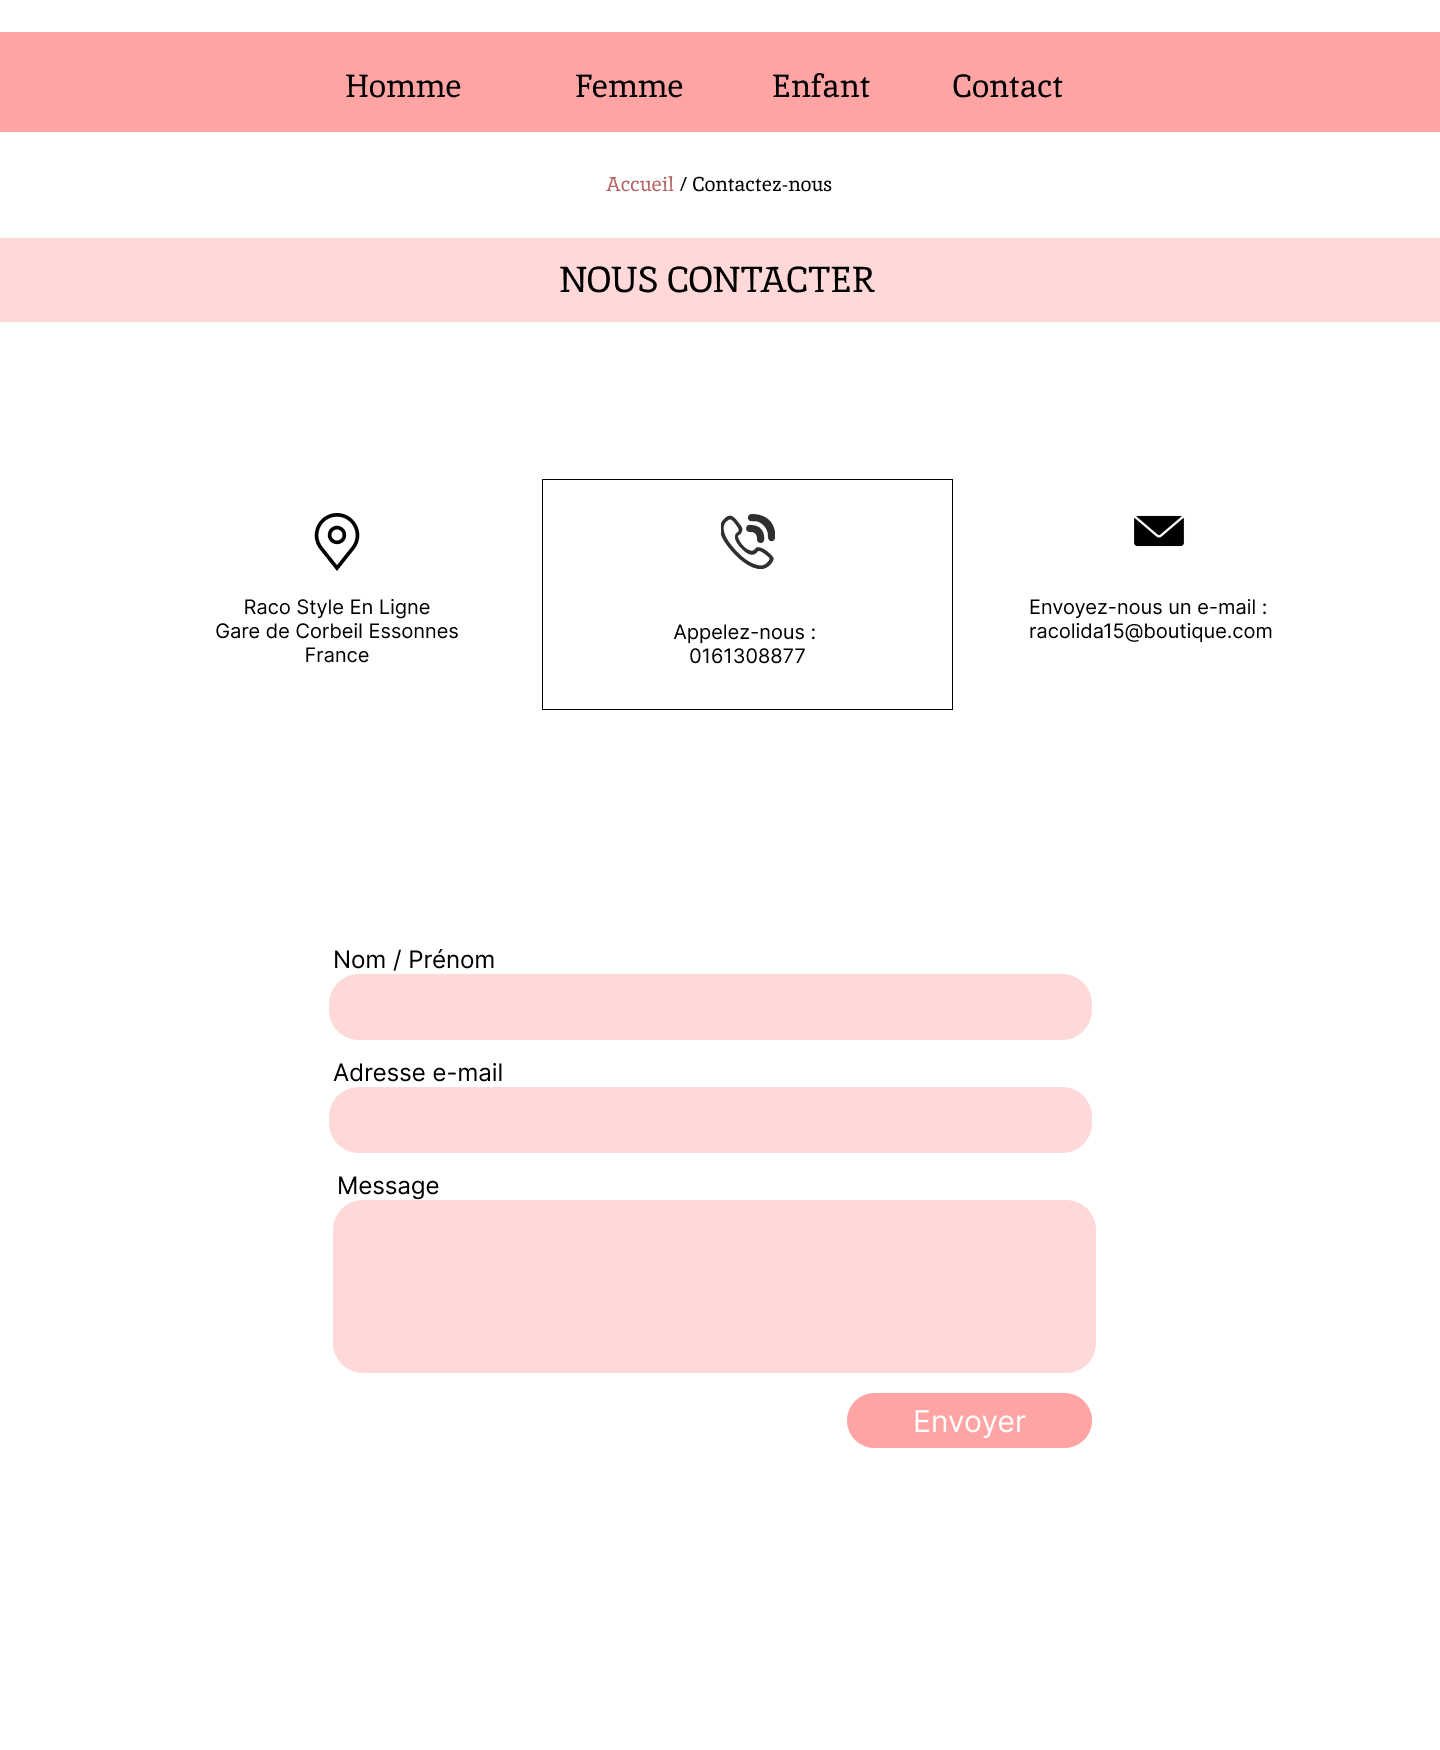 Homme Femme Enfant Contact
Accueil / Contactez-nous
NOUS CONTACTER
Raco Style En Ligne
Gare de Corbeil Essonnes
France
Appelez-nous :
0161308877
Envoyez-nous un e-mail :
racolida15@boutique.com
Nom / Prénom
Adresse e-mail
Message
Envoyer